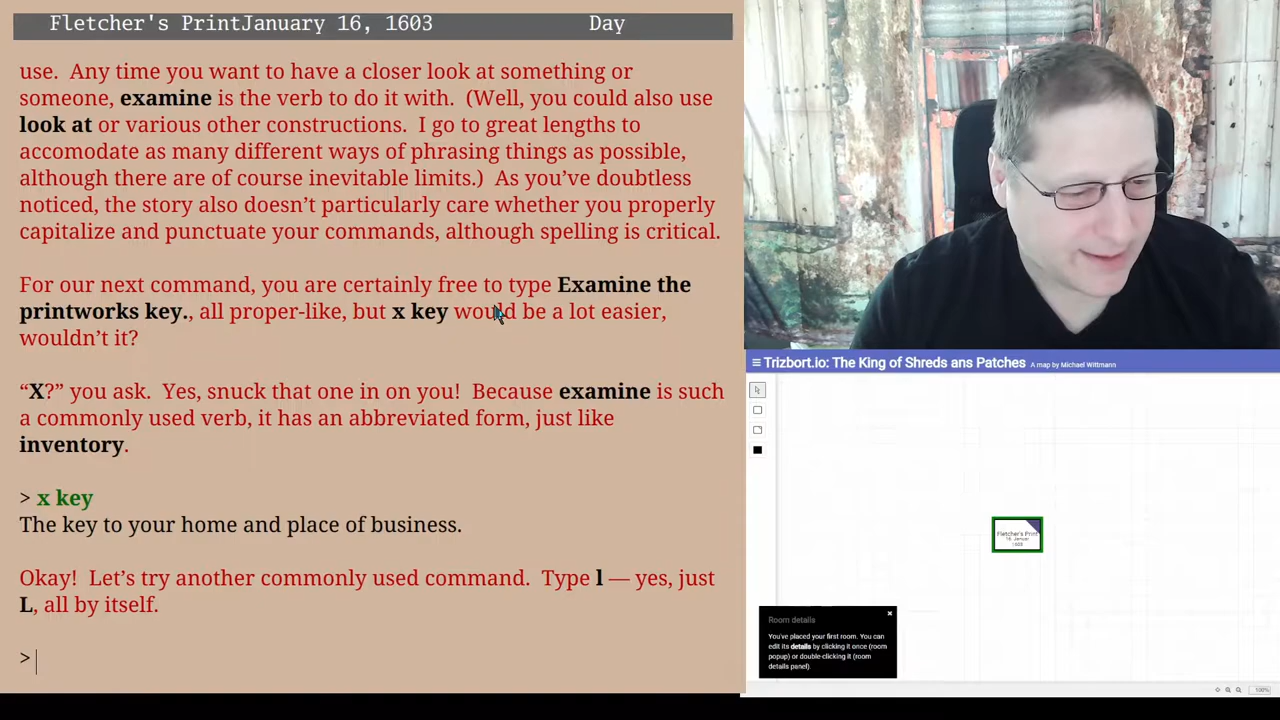 Fletcher's PrintJanuary 16, 1603 Day
use. Any time you want to have a closer look at something or
someone, examine is the verb to do it with. (Well, you could also use
look at or various other constructions. I go to great lengths to
accomodate as many different ways of phrasing things as possible,
although there are of course inevitable limits.) As you’ve doubtless
noticed, the story also doesn’t particularly care whether you properly
capitalize and punctuate your commands, although spelling is critical.
For our next command, you are certainly free to type Examine the
printworks key., all proper-like, but x key would be a lot easier,
wouldn’t it?
“X?” you ask. Yes, snuck that one in on you! Because examine is such
a commonly used verb, it has an abbreviated form, just like
inventory.
> x key
The key to your home and place of business.
Okay! Let’s try another commonly used command. Type l — yes, just
L, all by itself.
>
Trizbort.io: The King of Shreds ans Patches A map by Michael Wittmann
Fletcher's Print
16. Januar
1603
Room details
You've placed your first room. You can
edit its details by clicking it once (room
popup) or double-clicking it (room
details panel)
100%